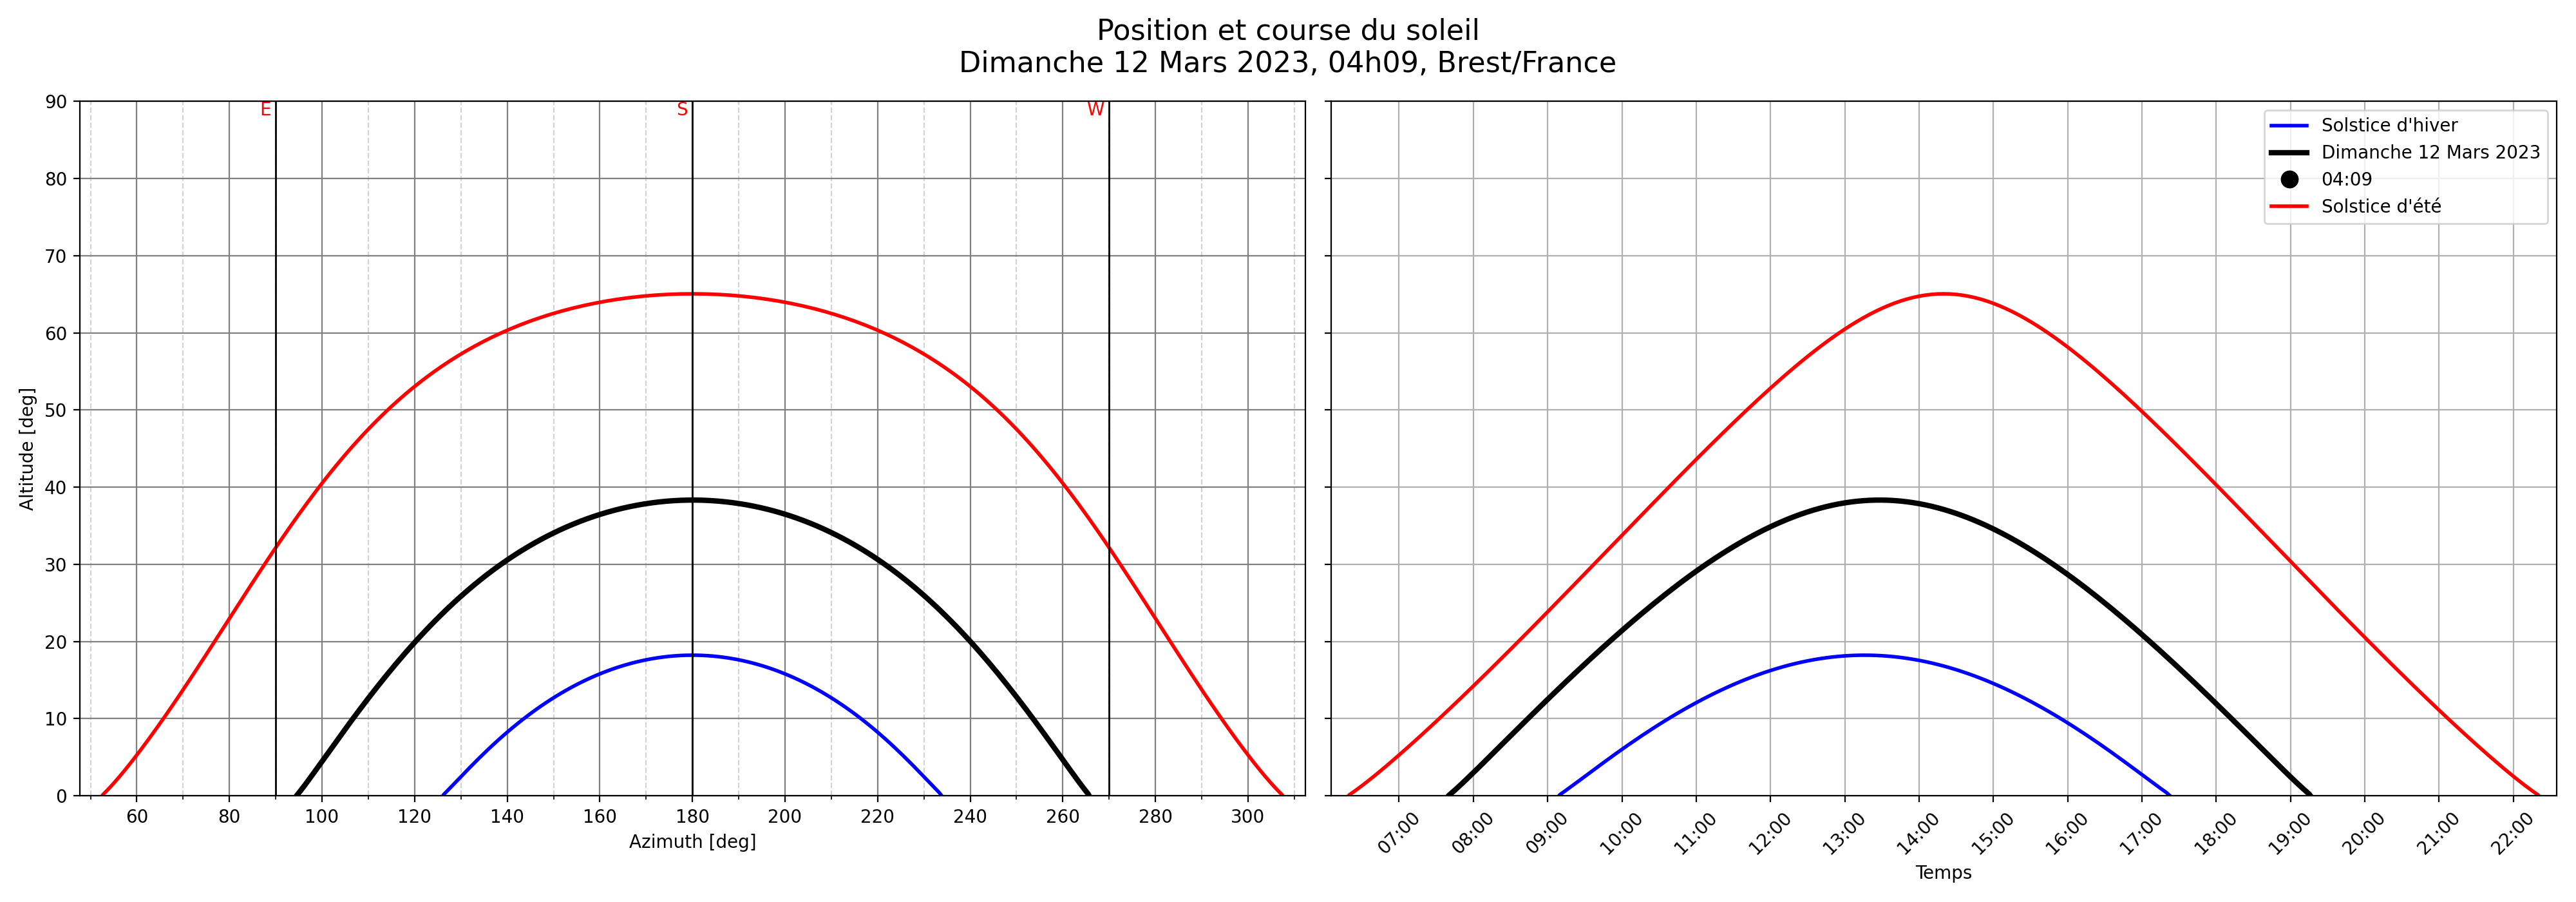 Position et course du soleil
Dimanche 12 Mars 2023, 04h09, Brest/France
90
80
70
60
50
40
30
20
10
0
Altitude [deg]
E
S
W
60 80 100 120 140 160 180 200 220 240 260 280 300
Azimuth [deg]
Solstice d'hiver
Dimanche 12 Mars 2023
04:09
Solstice d'été
07:00 08:00 09:00 10:00 11:00 12:00 13:00 14:00 15:00 16:00 17:00 18:00 19:00 20:00 21:00 22:00
Temps